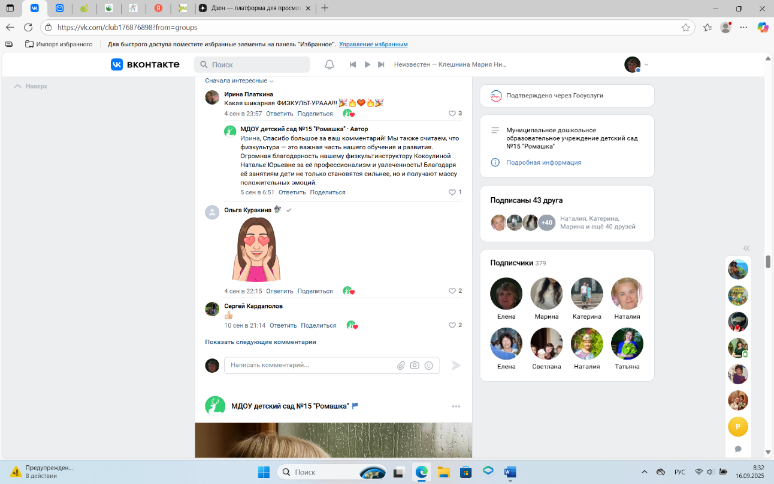 Дзен — платформа для просмот
https://vk.com/club176876898?from=groups
Импорт избранного
Для быстрого доступа поместите избранные элементы на панель "Избранное". Управление избранным
вконтакте
Поиск
Неизвестен — Клешнина Мария Ни...
Наверх
Сначала интересные
Ирина Платкина
Какая шикарная ФИЗКУЛЬТ-УРААА!!!
4 сен в 23:57 Ответить Поделиться
3
МДОУ детский сад №15 "Ромашка" · Автор
Ирина, Спасибо большое за ваш комментарий! Мы также считаем, что
физкультура — это важная часть нашего обучения и развития.
Огромная благодарность нашему физкультинструктору Кокоулиной
Наталье Юрьевне за её профессионализм и увлеченность! Благодаря
её занятиям дети не только становятся сильнее, но и получают массу
положительных эмоций.
5 сен в 6:51 Ответить Поделиться
1
Ольга Куракина
4 сен в 22:15 Ответить Поделиться
2
Сергей Кардаполов
10 сен в 21:14 Ответить Поделиться
2
Показать следующие комментарии
Написать комментарий...
МДОУ детский сад №15 "Ромашка"
Подтверждено через Госуслуги
Муниципальное дошкольное
образовательное учреждение детский сад
№15 "Ромашка"
Подробная информация
Подписаны 43 друга
+40
Наталия, Катерина,
Марина и ещё 40 друзей
Подписчики 379
Елена Марина Катерина Наталия
Елена Светлана Наталия Татьяна
Р
Предупрежден...
В действии
Поиск
РУС
8:32
16.09.2025